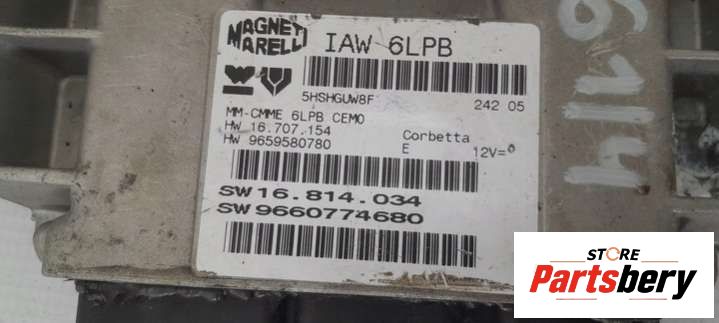 MAGNETI
MARELLI
IAW 6LPB
5HSHGUW8F
242 05
MM-CMME 6LPB CEMO
HW 16.707.154
Corbetta
HW 9659580780
E
12V=
SW 16.814.034
SW 9660774680
6119
STORE
Partsbery